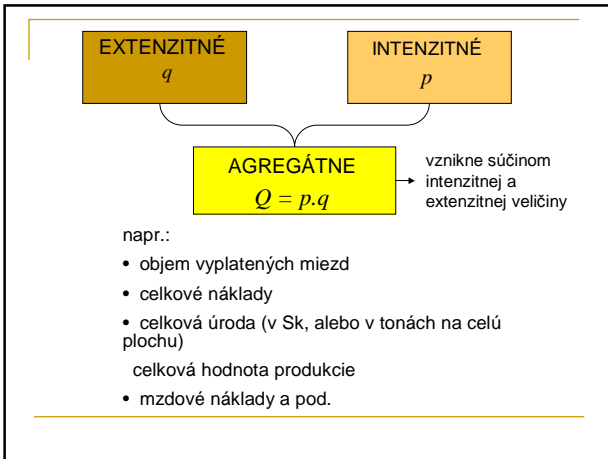 EXTENZITNÉ
q
INTENZITNÉ
p
AGREGÁTNE
Q = p.q
vznikne súčinom
intenzitnej a
extenzitnej veličiny
napr.:
• objem vyplatených miezd
• celkové náklady
• celková úroda (v Sk, alebo v tonách na celú
plochu)
celková hodnota produkcie
• mzdové náklady a pod.